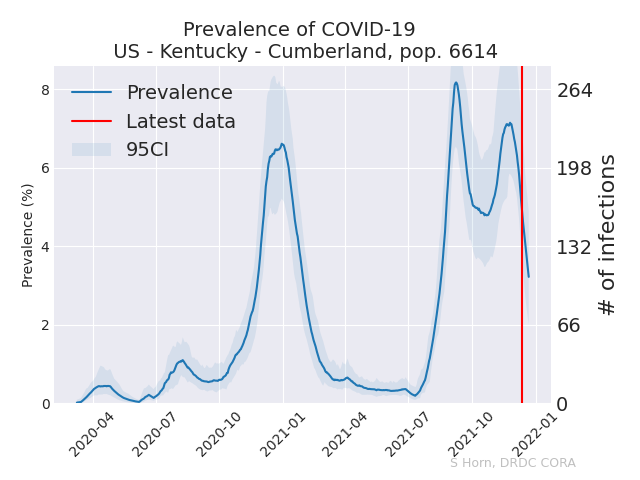 Prevalence of COVID-19
US - Kentucky - Cumberland, pop. 6614
Prevalence
Latest data
95CI
Prevalence (%)
8
6
4
2
0
264
198
132
66
0
# of infections
2020-04
2020-07
2020-10
2021-01
2021-04
2021-07
2021-10
2022-01
S Horn, DRDC CORA